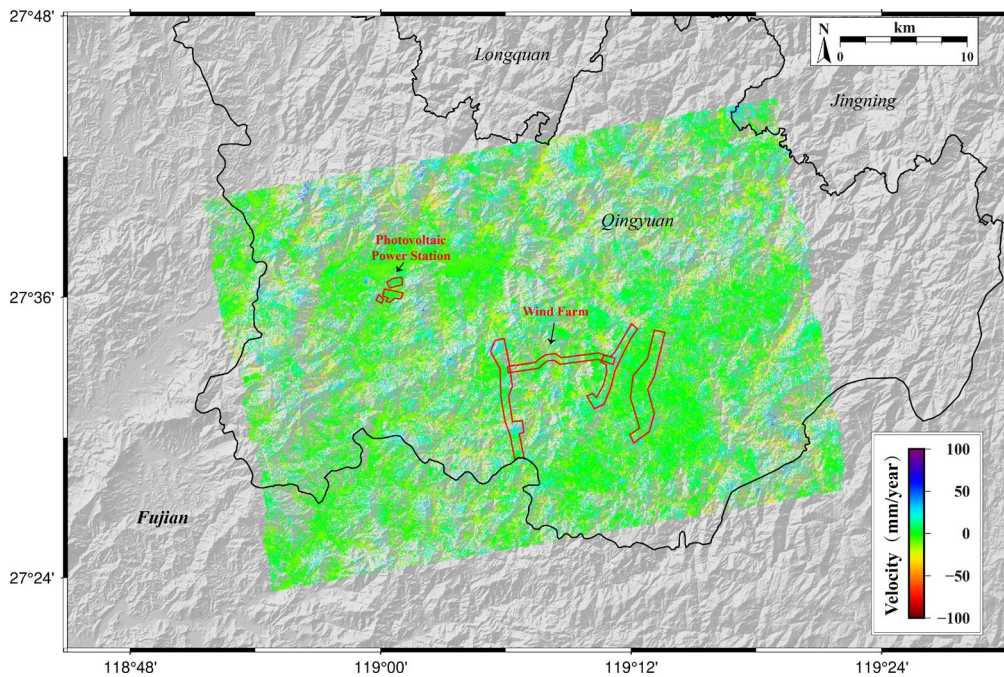 27°48'
N
km
0
10
Longquan
Jingning
Qingyuan
Photovoltaic
Power Station
27°36'
Wind Farm
Fujian
Velocity（mm/year）
100
50
0
−50
−100
27°24'
118°48'
119°00'
119°12'
119°24'